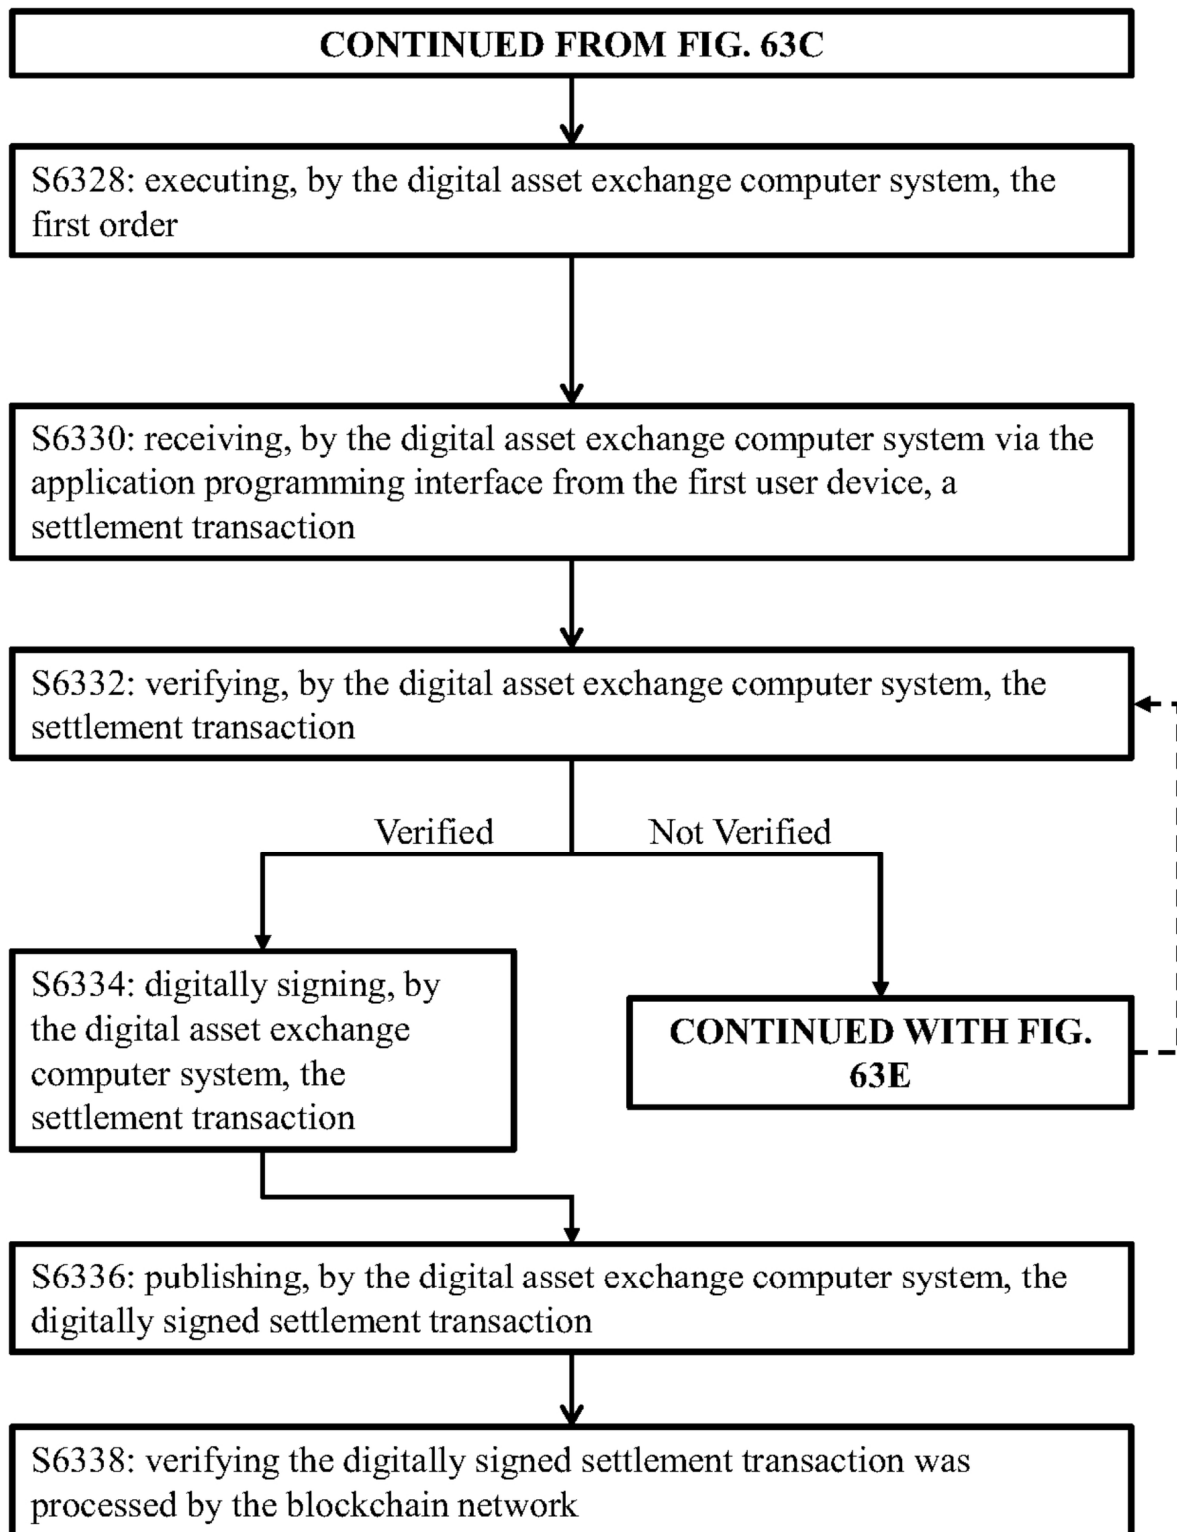 CONTINUED FROM FIG. 63C
S6328: executing, by the digital asset exchange computer system, the
first order
S6330: receiving, by the digital asset exchange computer system via the
application programming interface from the first user device, a
settlement transaction
S6332: verifying, by the digital asset exchange computer system, the
settlement transaction
Verified
Not Verified
S6334: digitally signing, by
the digital asset exchange
computer system, the
settlement transaction
CONTINUED WITH FIG.
63E
S6336: publishing, by the digital asset exchange computer system, the
digitally signed settlement transaction
S6338: verifying the digitally signed settlement transaction was
processed by the blockchain network